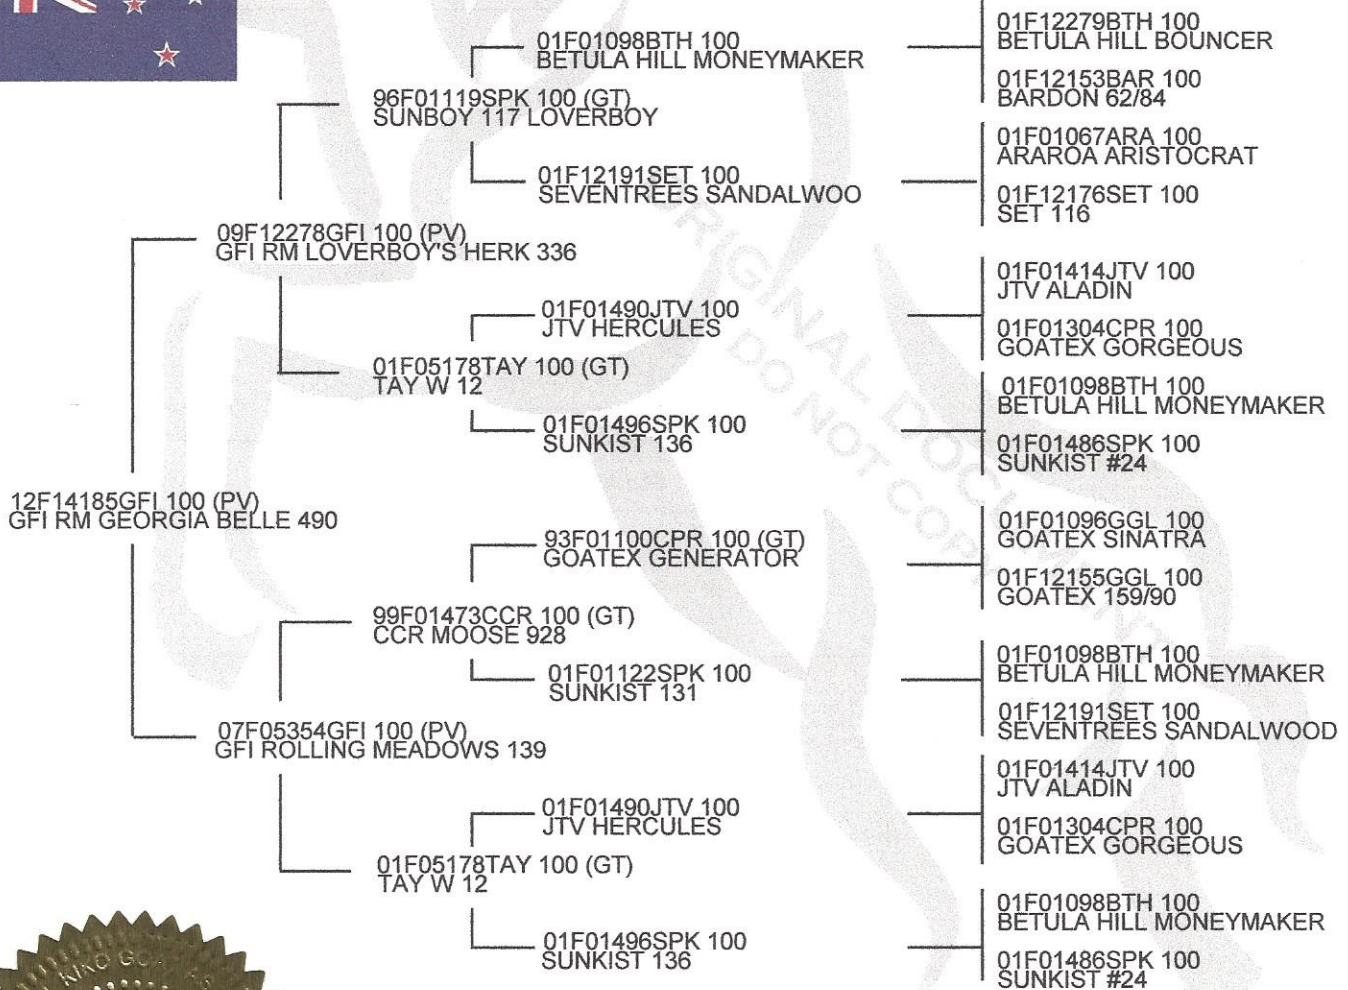 01F12279BTH 100
BETULA HILL BOUNCER
01F01098BTH 100
BETULA HILL MONEYMAKER
01F12153BAR 100
BARDON 62/84
96F01119SPK 100 (GT)
SUNBOY 117 LOVERBOY
01F01067ARA 100
ARAROA ARISTOCRAT
01F12191SET 100
SEVENTREES SANDALWOO
01F12176SET 100
SET 116
09F12278GFI 100 (PV)
GFI RM LOVERBOY'S HERK 336
01F01414JTV 100
JTV ALADIN
01F01490JTV 100
JTV HERCULES
01F01304CPR 100
GOATEX GORGEOUS
01F05178TAY 100 (GT)
TAY W 12
01F01098BTH 100
BETULA HILL MONEYMAKER
01F01496SPK 100
SUNKIST 136
01F01486SPK 100
SUNKIST #24
12F14185GFI 100 (PV)
GFI RM GEORGIA BELLE 490
01F01096GGL 100
GOATEX SINATRA
93F01100CPR 100 (GT)
GOATEX GENERATOR
01F12155GGL 100
GOATEX 159/90
99F01473CCR 100 (GT)
CCR MOOSE 928
01F01098BTH 100
BETULA HILL MONEYMAKER
01F01122SPK 100
SUNKIST 131
01F12191SET 100
SEVENTREES SANDALWOOD
07F05354GFI 100 (PV)
GFI ROLLING MEADOWS 139
01F01414JTV 100
JTV ALADIN
01F01490JTV 100
JTV HERCULES
01F01304CPR 100
GOATEX GORGEOUS
01F05178TAY 100 (GT)
TAY W 12
01F01098BTH 100
BETULA HILL MONEYMAKER
01F01496SPK 100
SUNKIST 136
01F01486SPK 100
SUNKIST #24
ORIGINAL DOCUMENT
DO NOT COPY
KIKO